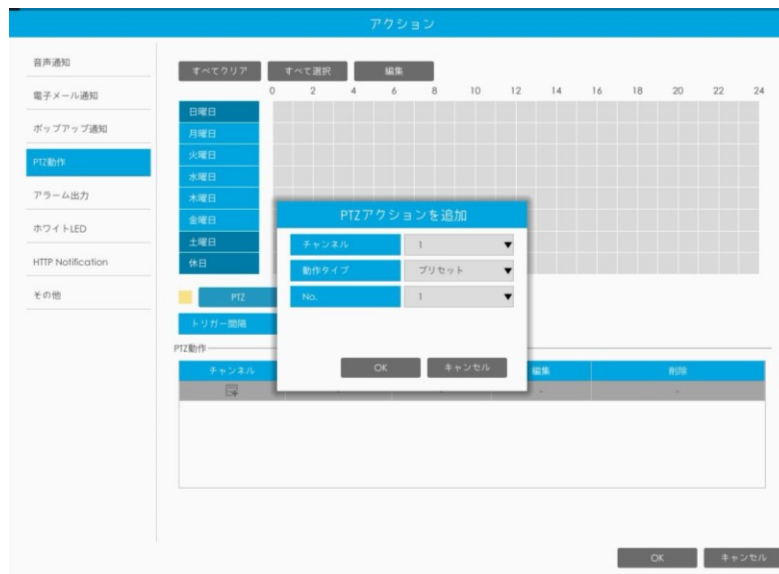 アクション
音声通知
電子メール通知
ポップアップ通知
PTZ動作
アラーム出力
ホワイトLED
HTTP Notification
その他
すべてクリア すべて選択 編集
0 2 4 6 8 10 12 14 16 18 20 22 24
日曜日
月曜日
火曜日
水曜日
木曜日
金曜日
土曜日
休日
PTZ
トリガー間隔
PTZアクションを追加
チャンネル 1
動作タイプ プリセット
No. 1
OK キャンセル
PTZ動作
チャンネル 編集 削除
- - - -
OK キャンセル